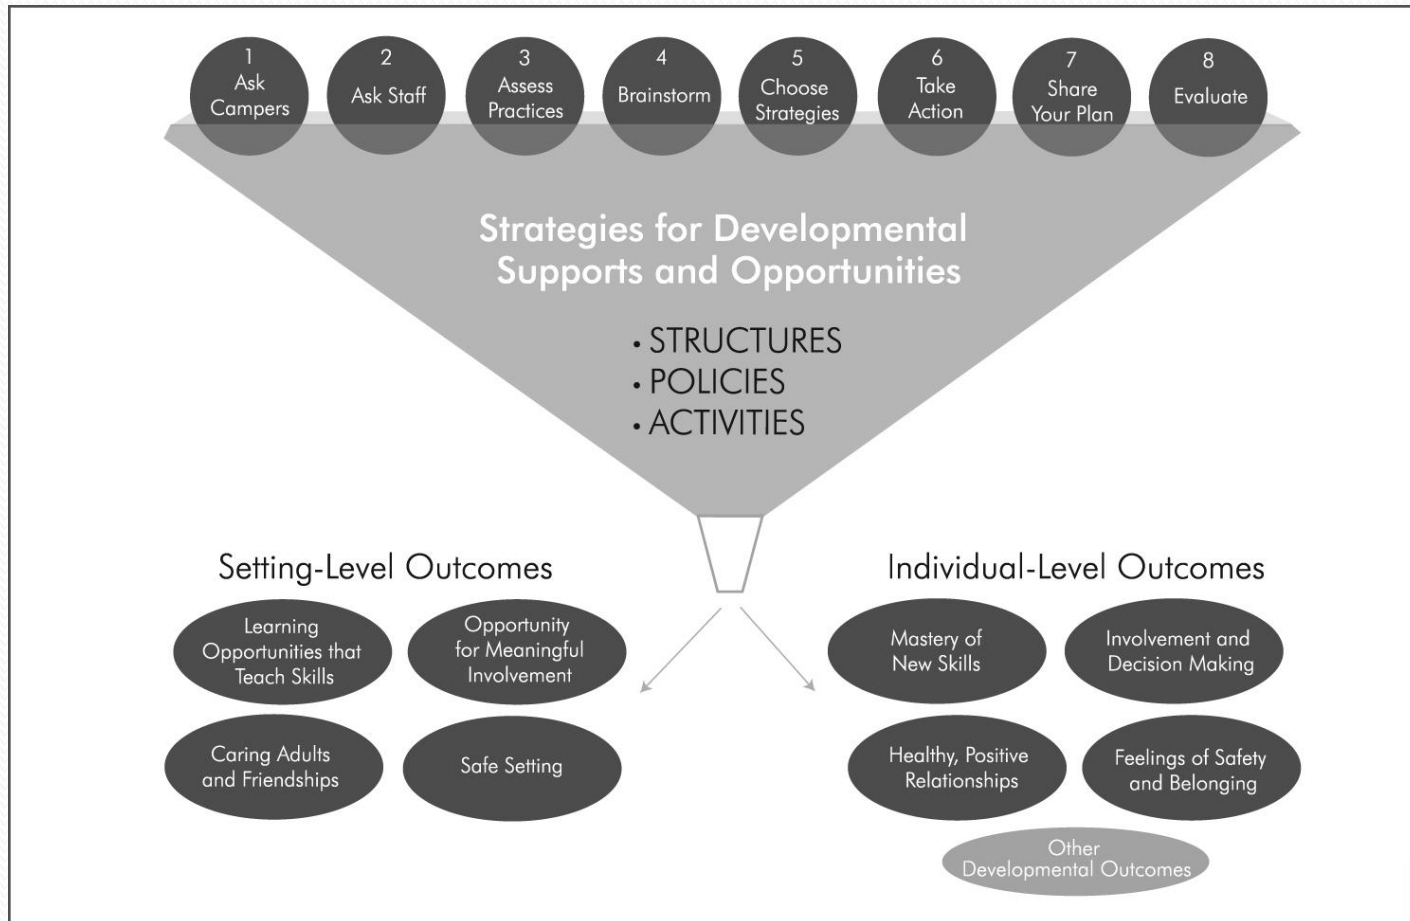 1
Ask
Campers
2
Ask Staff
3
Assess
Practices
4
Brainstorm
5
Choose
Strategies
6
Take
Action
7
Share
Your Plan
8
Evaluate
Strategies for Developmental
Supports and Opportunities
• STRUCTURES
• POLICIES
• ACTIVITIES
Setting-Level Outcomes
Learning
Opportunities that
Teach Skills
Opportunity
for Meaningful
Involvement
Caring Adults
and Friendships
Safe Setting
Individual-Level Outcomes
Mastery of
New Skills
Involvement and
Decision Making
Healthy, Positive
Relationships
Feelings of Safety
and Belonging
Other
Developmental Outcomes